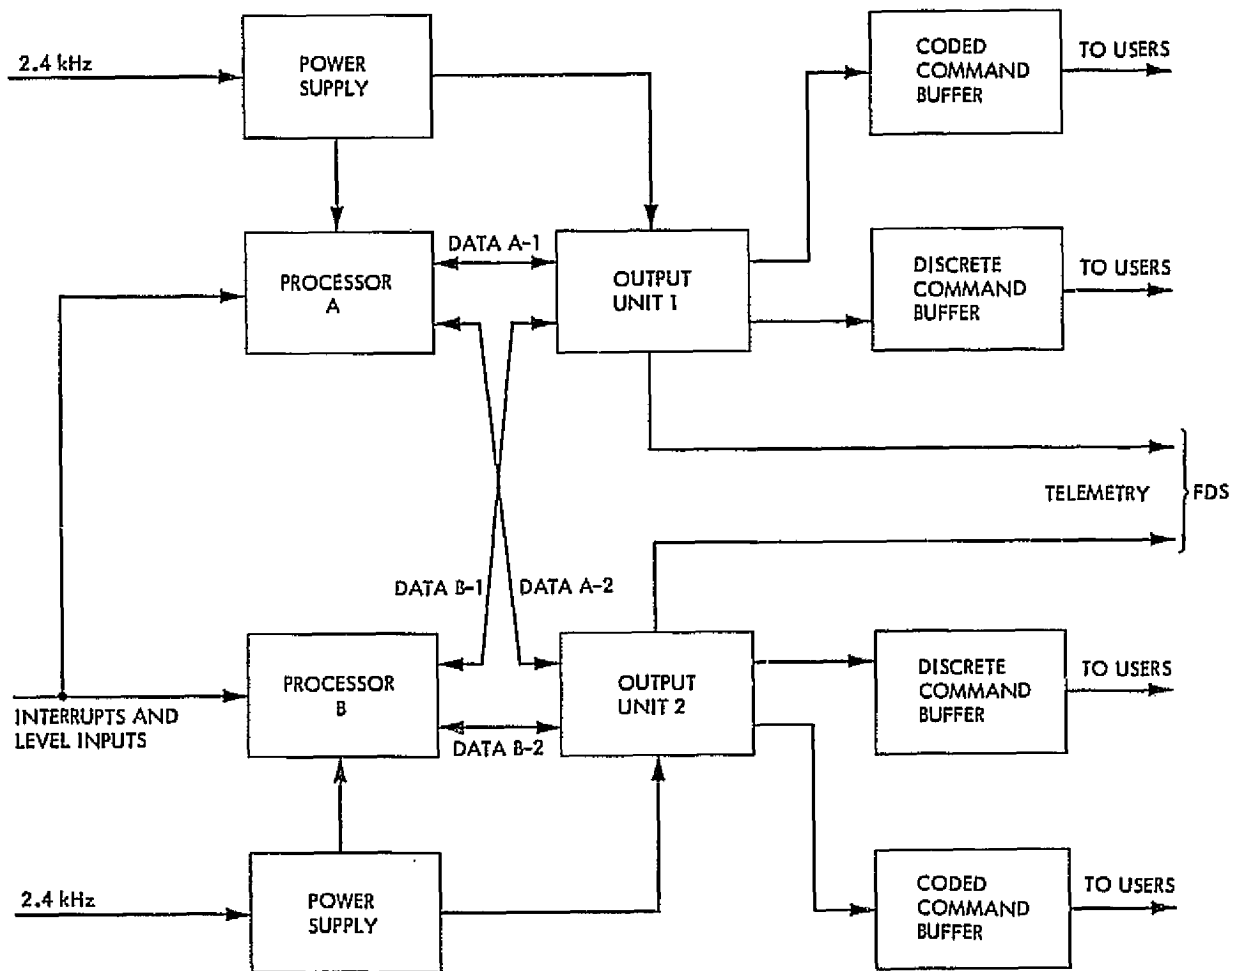 2.4 kHz
POWER
SUPPLY
CODED
COMMAND
BUFFER
TO USERS
PROCESSOR
A
DATA A-1
OUTPUT
UNIT 1
DISCRETE
COMMAND
BUFFER
TO USERS
TELEMETRY
FDS
DATA B-1
DATA A-2
INTERRUPTS AND
LEVEL INPUTS
PROCESSOR
B
DATA B-2
OUTPUT
UNIT 2
DISCRETE
COMMAND
BUFFER
TO USERS
2.4 kHz
POWER
SUPPLY
CODED
COMMAND
BUFFER
TO USERS